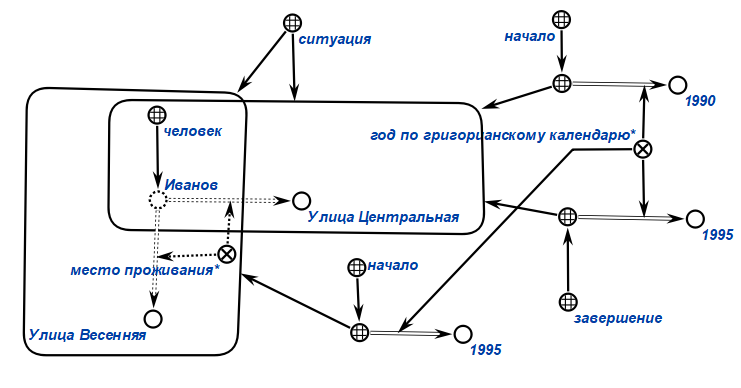 ситуация
начало
1990
человек
год по григорианскому календарю*
Иванов
Улица Центральная
1995
место проживания*
начало
завершение
Улица Весенняя
1995